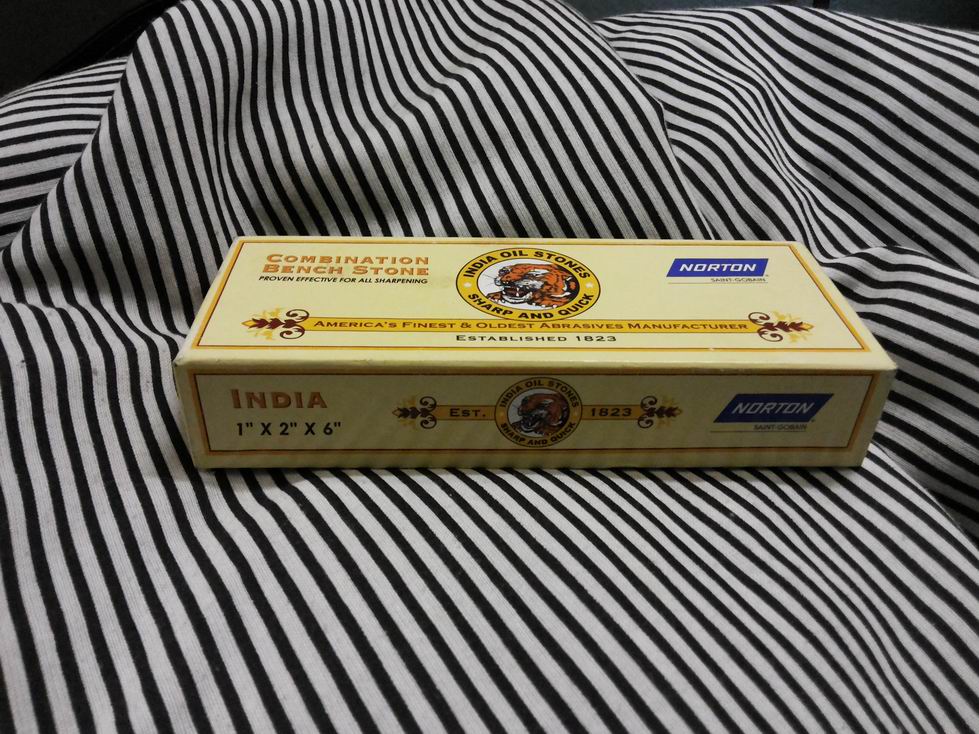 COMBINATION
BENCH STONE
PROVEN EFFECTIVE FOR ALL SHARPENING
INDIA OIL STONES
SHARP AND QUICK
NORTON
SAINT-GOBAIN
AMERICA'S FINEST & OLDEST ABRASIVES MANUFACTURER
ESTABLISHED 1823
INDIA
1" X 2" X 6"
EST.
INDIA OIL STONES
SHARP AND QUICK
1823
NORTON
SAINT-GOBAIN